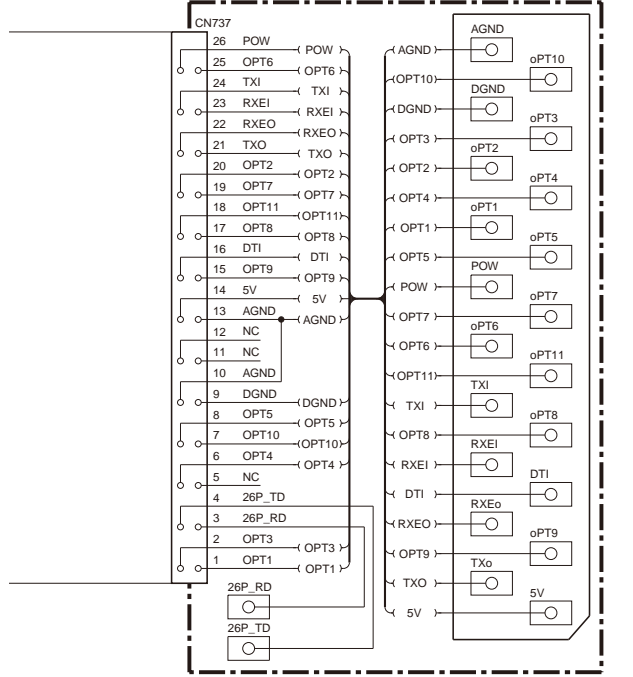 CN737
26 POW ( POW )
25 OPT6 ( OPT6 )
24 TXI ( TXI )
23 RXEI ( RXEI )
22 RXEO ( RXEO )
21 TXO ( TXO )
20 OPT2 ( OPT2 )
19 OPT7 ( OPT7 )
18 OPT11 ( OPT11 )
17 OPT8 ( OPT8 )
16 DTI ( DTI )
15 OPT9 ( OPT9 )
14 5V ( 5V )
13 AGND ( AGND )
12 NC
11 NC
10 AGND
9 DGND ( DGND )
8 OPT5 ( OPT5 )
7 OPT10 ( OPT10 )
6 OPT4 ( OPT4 )
5 NC
4 26P_TD
3 26P_RD
2 OPT3 ( OPT3 )
1 OPT1 ( OPT1 )
26P_RD
26P_TD
( AGND ) AGND
( OPT10 ) oPT10
( DGND ) DGND
( OPT3 ) oPT3
( OPT2 ) oPT2
( OPT4 ) oPT4
( OPT1 ) oPT1
( OPT5 ) oPT5
( POW ) POW
( OPT7 ) oPT7
( OPT6 ) oPT6
( OPT11 ) oPT11
( TXI ) TXI
( OPT8 ) oPT8
( RXEI ) RXEI
( DTI ) DTI
( RXEO ) RXEo
( OPT9 ) oPT9
( TXO ) TXo
( 5V ) 5V